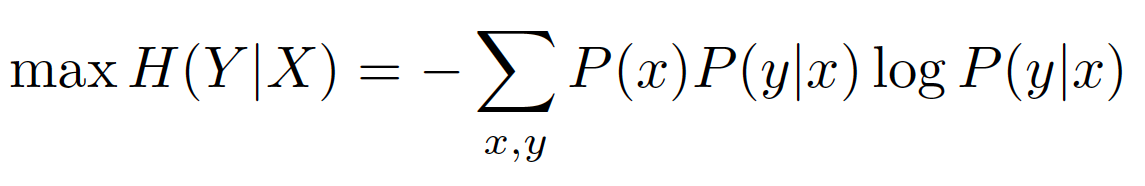 max H(Y|X) = − ∑ P(x)P(y|x) log P(y|x)
x,y